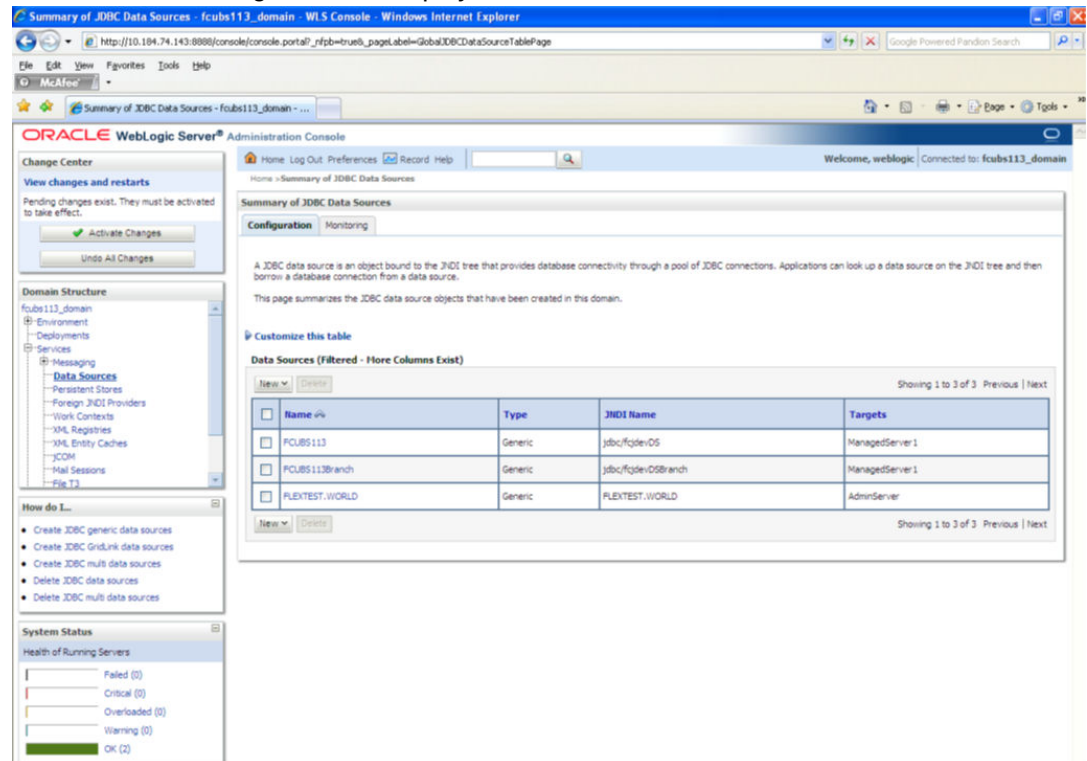 Summary of JDBC Data Sources - fcubs113_domain - WLS Console - Windows Internet Explorer
http://10.184.74.143:8888/console/console.portal?_nfpb=true&_pageLabel=GlobalJDBCDataSourceTablePage
Google Powered Pandion Search
File Edit View Favorites Tools Help
McAfee
Summary of JDBC Data Sources - fcubs113_domain - ...
Page Tools
ORACLE WebLogic Server® Administration Console
Change Center
View changes and restarts
Pending changes exist. They must be activated
to take effect.
Activate Changes
Undo All Changes
Domain Structure
fcubs113_domain
Environment
Deployments
Services
Messaging
Data Sources
Persistent Stores
Foreign JNDI Providers
Work Contexts
XML Registries
XML Entity Caches
jCOM
Mail Sessions
File T3
How do I...
Create JDBC generic data sources
Create JDBC GridLink data sources
Create JDBC multi data sources
Delete JDBC data sources
Delete JDBC multi data sources
System Status
Health of Running Servers
Failed (0)
Critical (0)
Overloaded (0)
Warning (0)
OK (2)
Home Log Out Preferences Record Help
Welcome, weblogic Connected to: fcubs113_domain
Home >Summary of JDBC Data Sources
Summary of JDBC Data Sources
Configuration Monitoring
A JDBC data source is an object bound to the JNDI tree that provides database connectivity through a pool of JDBC connections. Applications can look up a data source on the JNDI tree and then
borrow a database connection from a data source.
This page summarizes the JDBC data source objects that have been created in this domain.
Customize this table
Data Sources (Filtered - More Columns Exist)
New Delete Showing 1 to 3 of 3 Previous | Next
Name Type JNDI Name Targets
FCUBS113 Generic jdbc/fcjdevDS ManagedServer1
FCUBS113Branch Generic jdbc/fcjdevDSBranch ManagedServer1
FLEXTEST.WORLD Generic FLEXTEST.WORLD AdminServer
New Delete Showing 1 to 3 of 3 Previous | Next